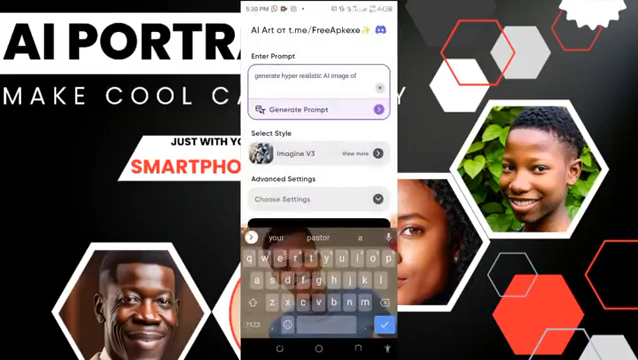 AI PORTRA
MAKE COOL CA
Y
JUST WITH YO
SMARTPHO
5:30 PM
AI Art от t.me/FreeApkexe✨
Enter Prompt
generate hyper realistic AI image of
Generate Prompt
Select Style
Imagine V3
View more
Advanced Settings
Choose Settings
your pastor a
q w e r t y u i o p
a s d f g h j k l
z x c v b n m
?123